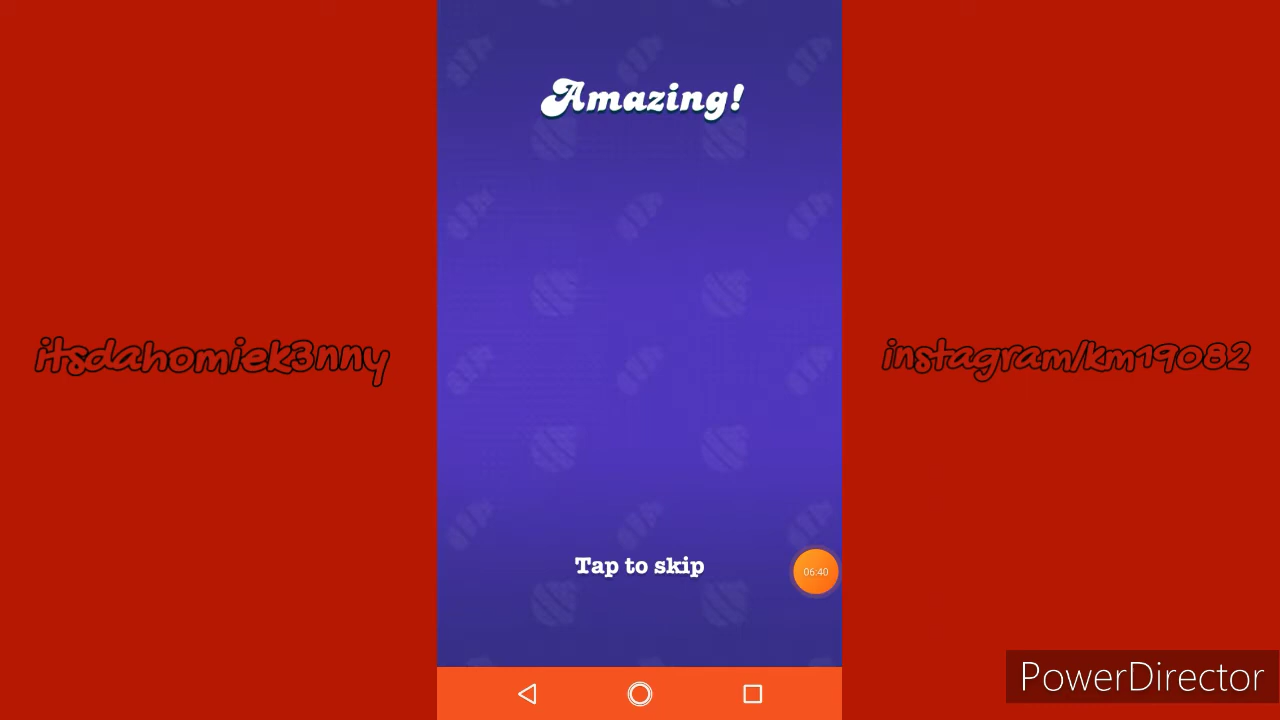 Amazing!
itsdahomiek3nny
instagram/km19082
Tap to skip
06:40
PowerDirector